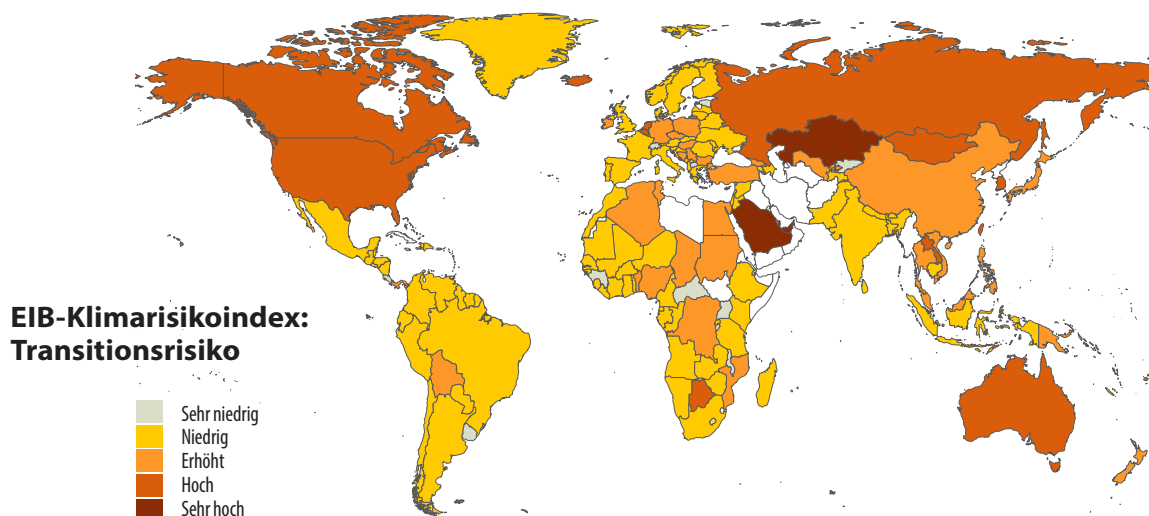 EIB-Klimarisikoindex:
Transitionsrisiko
Sehr niedrig
Niedrig
Erhöht
Hoch
Sehr hoch